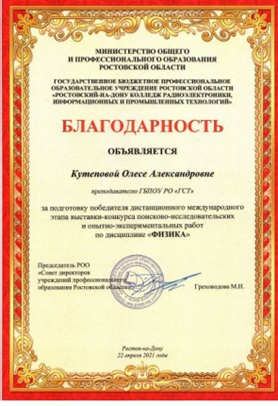 МИНИСТЕРСТВО ОБЩЕГО
И ПРОФЕССИОНАЛЬНОГО ОБРАЗОВАНИЯ
РОСТОВСКОЙ ОБЛАСТИ
ГОСУДАРСТВЕННОЕ БЮДЖЕТНОЕ ПРОФЕССИОНАЛЬНОЕ
ОБРАЗОВАТЕЛЬНОЕ УЧРЕЖДЕНИЕ РОСТОВСКОЙ ОБЛАСТИ
«РОСТОВСКИЙ-НА-ДОНУ КОЛЛЕДЖ РАДИОЭЛЕКТРОНИКИ,
ИНФОРМАЦИОННЫХ И ПРОМЫШЛЕННЫХ ТЕХНОЛОГИЙ»
БЛАГОДАРНОСТЬ
ОБЪЯВЛЯЕТСЯ
Кутеповой Олесе Александровне
преподавателю ГБПОУ РО «ГСТ»
за подготовку победителя дистанционного международного
этапа выставки-конкурса поисково-исследовательских
и опытно-экспериментальных работ
по дисциплине «ФИЗИКА»
Председатель РОО
«Совет директоров
учреждений профессионального
образования Ростовской области» Греховодова М.Н.
Ростов-на-Дону
22 апреля 2021 года